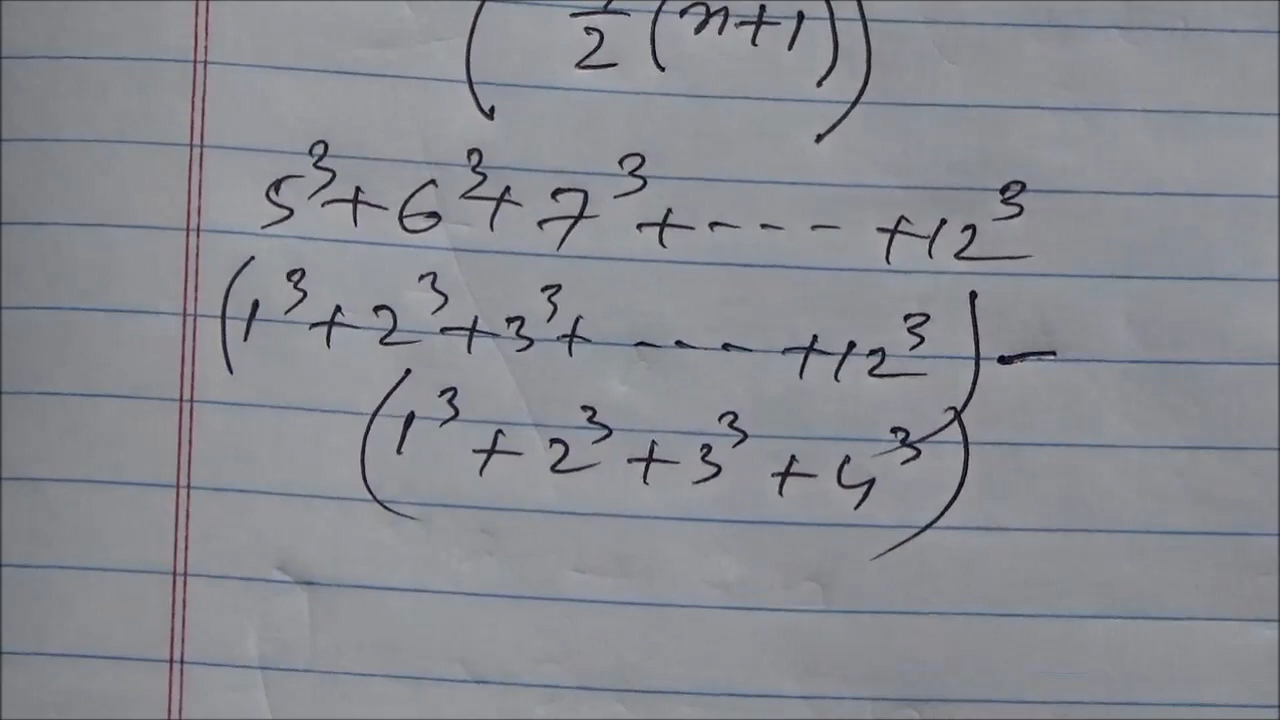 ( /2 (n+1))
5³+6³+7³+----+12³
(1³+2³+3³+----+12³)-
(1³+2³+3³+4³)